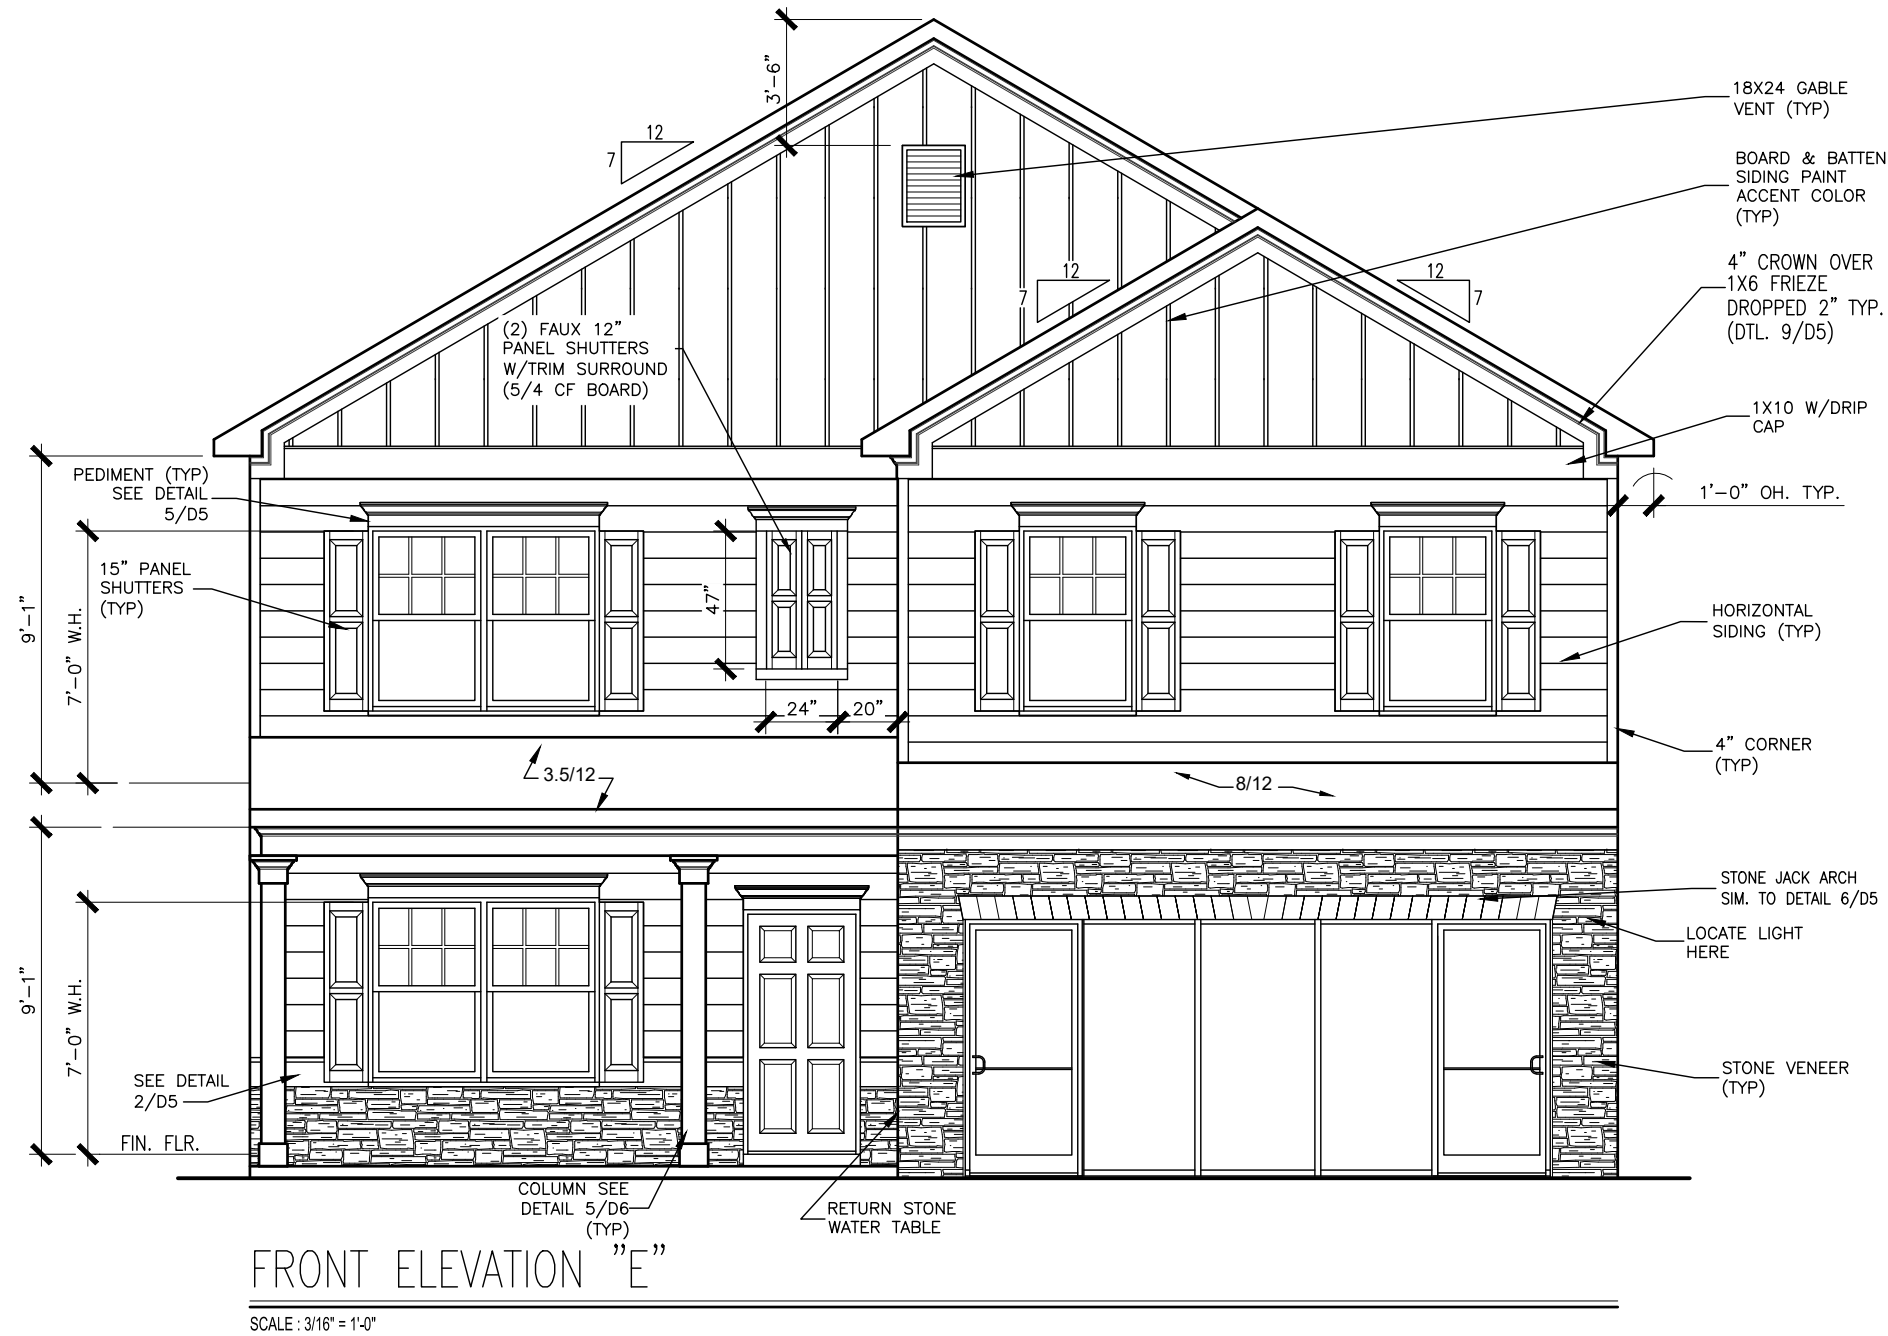 3'-6"
12
7
18X24 GABLE
VENT (TYP)
BOARD & BATTEN
SIDING PAINT
ACCENT COLOR
(TYP)
12
7
12
7
4" CROWN OVER
1X6 FRIEZE
DROPPED 2" TYP.
(DTL. 9/D5)
(2) FAUX 12"
PANEL SHUTTERS
W/TRIM SURROUND
(5/4 CF BOARD)
1X10 W/DRIP
CAP
PEDIMENT (TYP)
SEE DETAIL
5/D5
1'-0" OH. TYP.
15" PANEL
SHUTTERS
(TYP)
9'-1"
7'-0" W.H.
47"
HORIZONTAL
SIDING (TYP)
24"
20"
4" CORNER
(TYP)
3.5/12
8/12
STONE JACK ARCH
SIM. TO DETAIL 6/D5
LOCATE LIGHT
HERE
9'-1"
7'-0" W.H.
SEE DETAIL
2/D5
STONE VENEER
(TYP)
FIN. FLR.
COLUMN SEE
DETAIL 5/D6
(TYP)
RETURN STONE
WATER TABLE
FRONT ELEVATION "E"
SCALE : 3/16" = 1'-0"